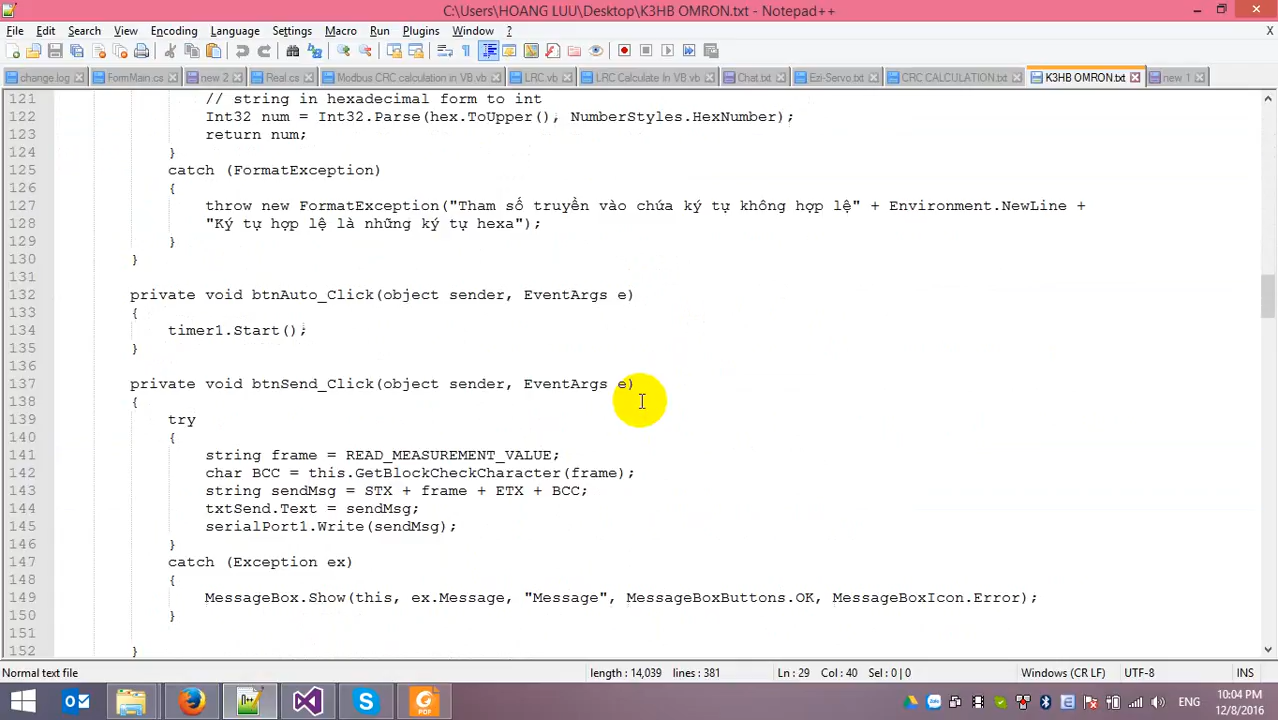 C:\Users\HOANG LUU\Desktop\K3HB OMRON.txt - Notepad++
File Edit Search View Encoding Language Settings Macro Run Plugins Window ? X
change.log FormMain.cs new 2 Real.cs Modbus CRC calculation in VB.vb LRC vb LRC Calculate In VB vb Chat.txt Ezi-Servo.txt CRC CALCULATION.txt K3HB OMRON.txt new 1
121 // string in hexadecimal form to int
122 Int32 num = Int32.Parse(hex.ToUpper(), NumberStyles.HexNumber);
123 return num;
124 }
125 catch (FormatException)
126 {
127 throw new FormatException("Tham số truyền vào chứa ký tự không hợp lệ" + Environment.NewLine +
128 "Ký tự hợp lệ là những ký tự hexa");
129 }
130 }
131
132 private void btnAuto_Click(object sender, EventArgs e)
133 {
134 timer1.Start();
135 }
136
137 private void btnSend_Click(object sender, EventArgs e)
138 {
139 try
140 {
141 string frame = READ_MEASUREMENT_VALUE;
142 char BCC = this.GetBlockCheckCharacter(frame);
143 string sendMsg = STX + frame + ETX + BCC;
144 txtSend.Text = sendMsg;
145 serialPort1.Write(sendMsg);
146 }
147 catch (Exception ex)
148 {
149 MessageBox.Show(this, ex.Message, "Message", MessageBoxButtons.OK, MessageBoxIcon.Error);
150 }
151
152 }
Normal text file length : 14,039 lines : 381 Ln : 29 Col : 40 Sel : 0 | 0 Windows (CR LF) UTF-8 INS
ENG 10:04 PM
12/8/2016